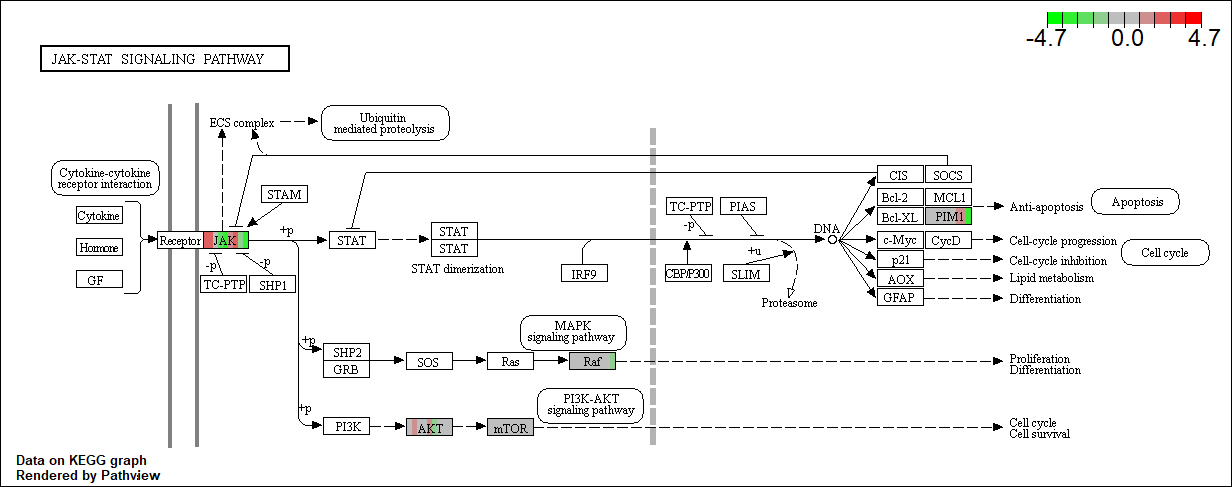 -4.7 0.0 4.7
JAK-STAT SIGNALING PATHWAY
ECS complex
Ubiquitin
mediated proteolysis
Cytokine-cytokine
receptor interaction
Cytokine
Hormone
GF
Receptor
JAK
STAM
+p
-p
-p
TC-PTP
SHP1
STAT
STAT
STAT
STAT dimerization
IRF9
TC-PTP
PIAS
-p
CBP/P300
+u
SLIM
Proteasome
DNA
CIS
SOCS
Bcl-2
MCL1
Bcl-XL
PIM1
c-Myc
CycD
p21
AOX
GFAP
Anti-apoptosis
Apoptosis
Cell-cycle progression
Cell-cycle inhibition
Cell cycle
Lipid metabolism
Differentiation
MAPK
signaling pathway
+p
SHP2
GRB
SOS
Ras
Raf
Proliferation
Differentiation
PI3K-AKT
signaling pathway
+p
PI3K
AKT
mTOR
Cell cycle
Cell survival
Data on KEGG graph
Rendered by Pathview